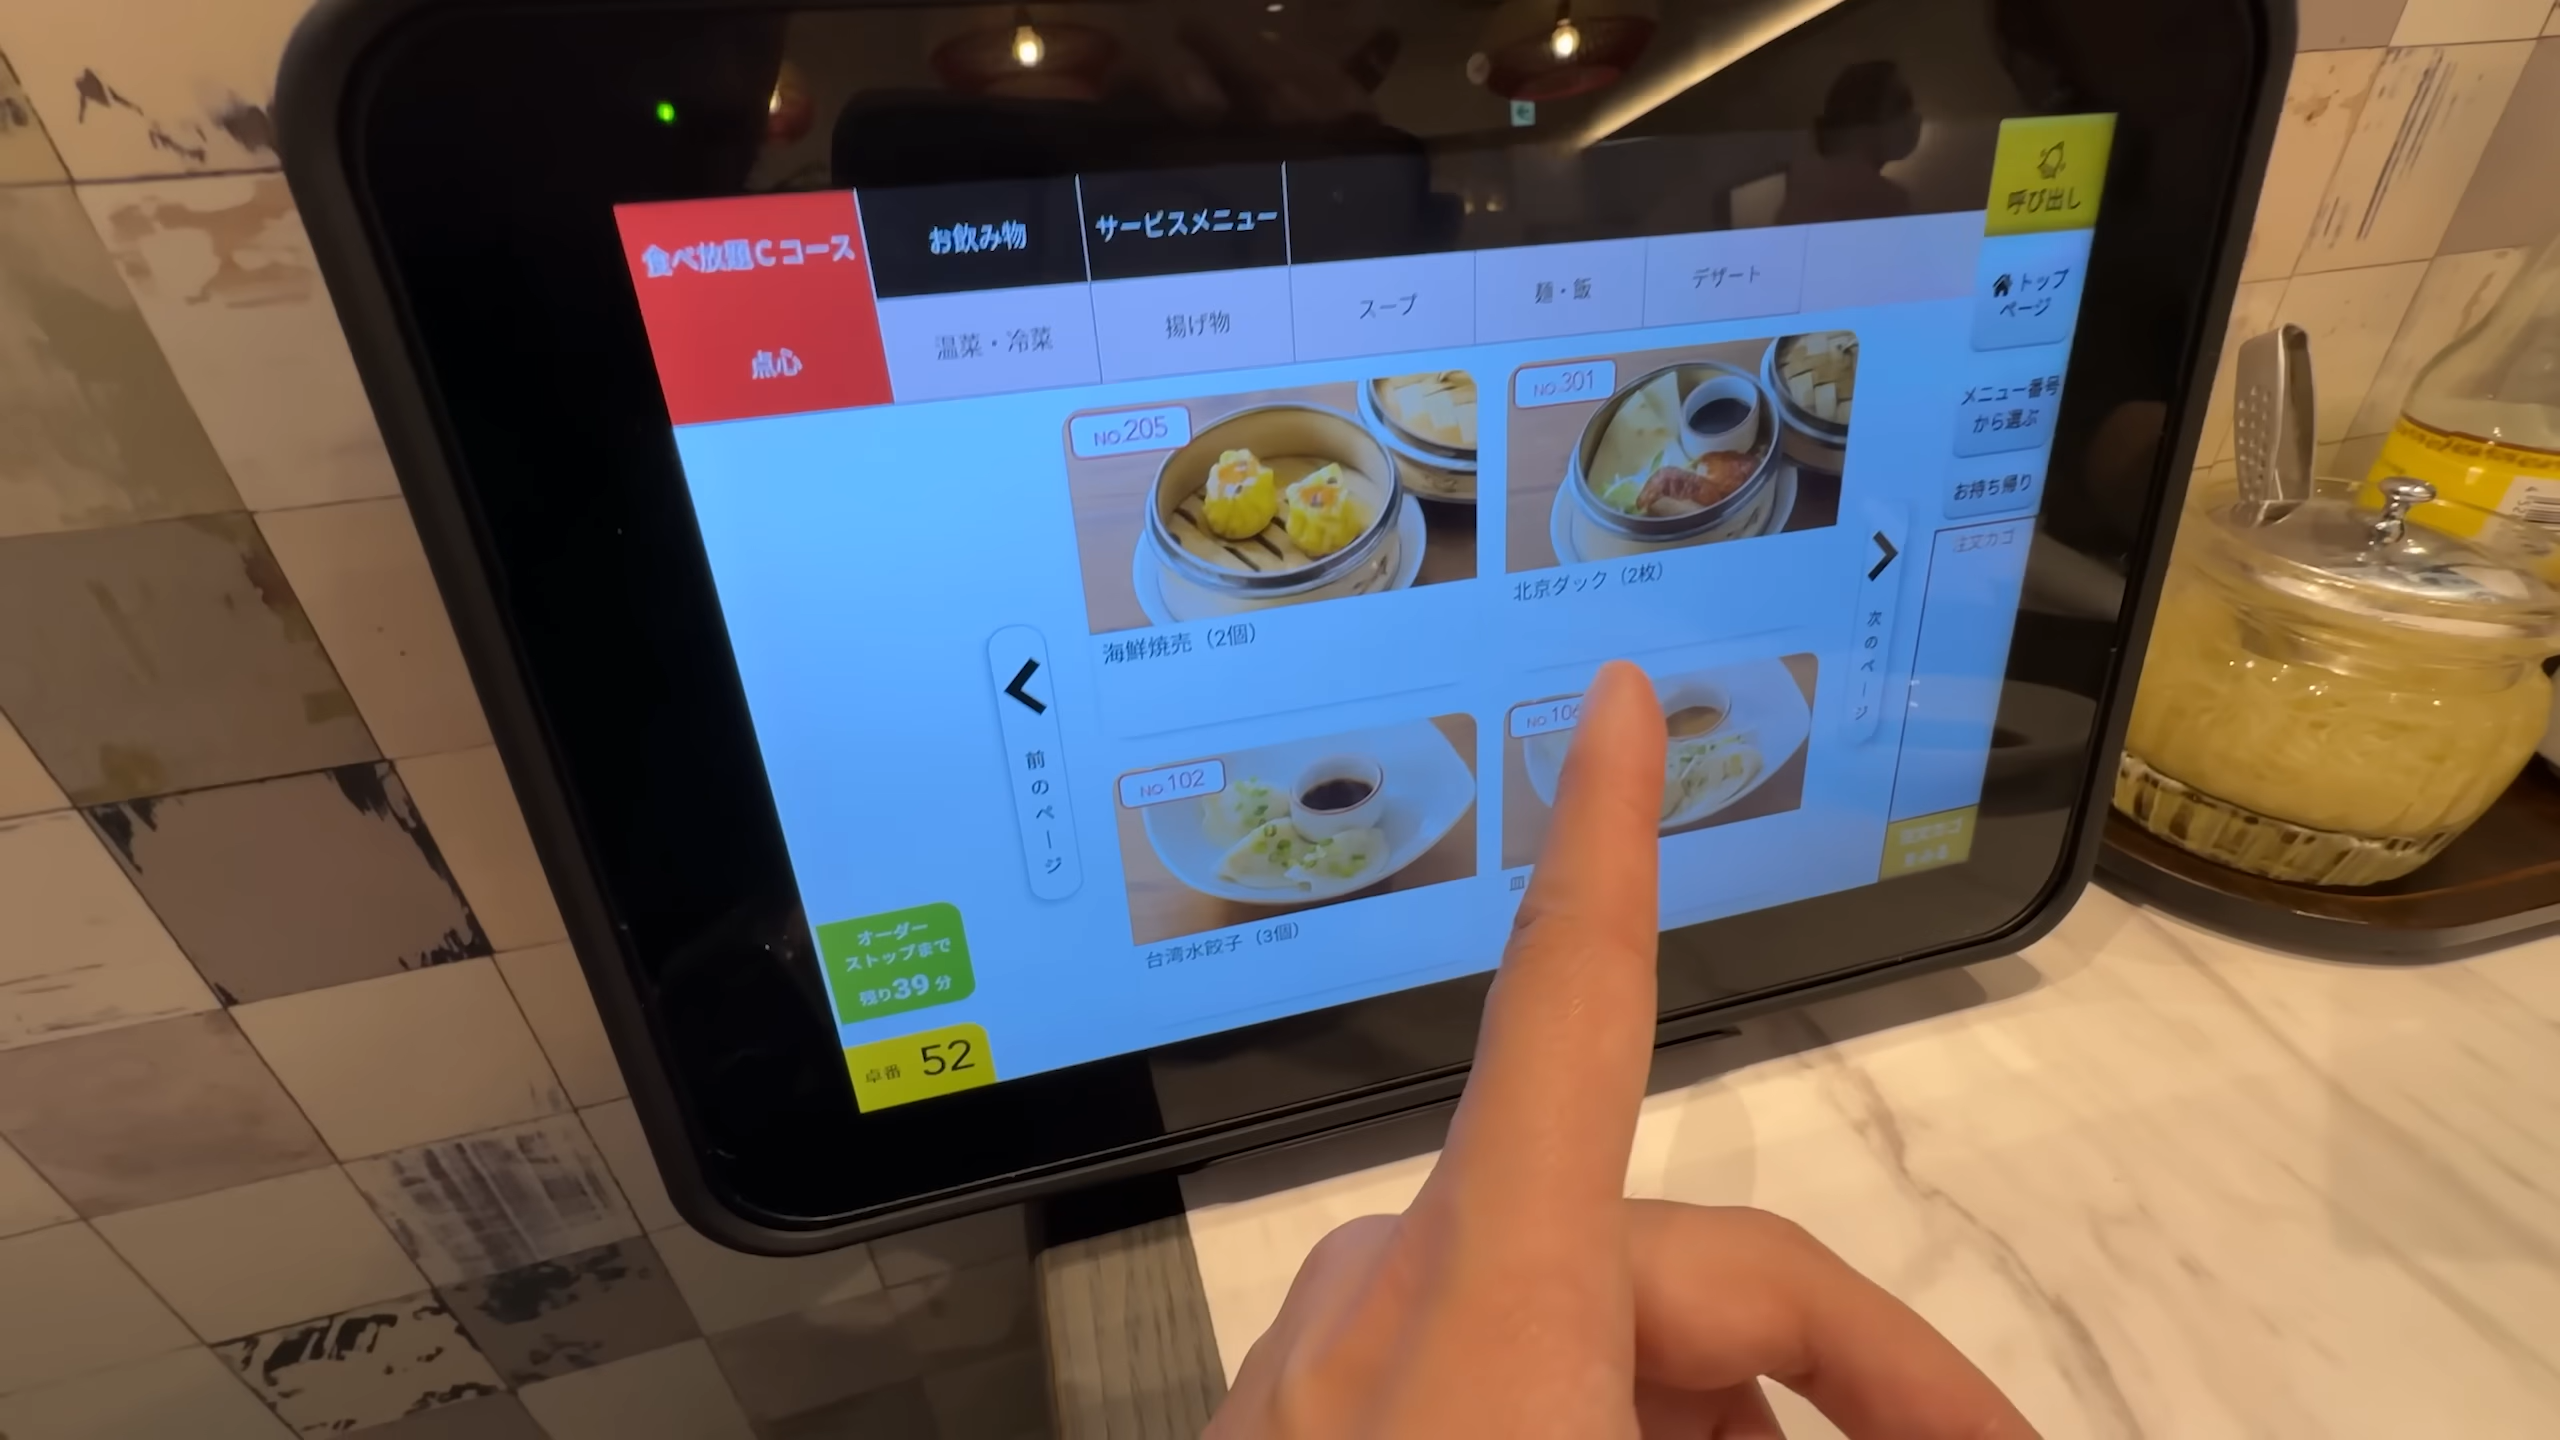 食べ放題Cコース
お飲み物
サービスメニュー
呼び出し
点心
温菜・冷菜
揚げ物
スープ
麺・飯
デザート
トップ
ページ
メニュー番号
から選ぶ
お持ち帰り
注文カゴ
NO.205
海鮮焼売（2個）
NO.301
北京ダック（2枚）
NO.102
台湾水餃子（3個）
NO.106
皿
前のページ
次のページ
オーダー
ストップまで
残り39分
卓番 52